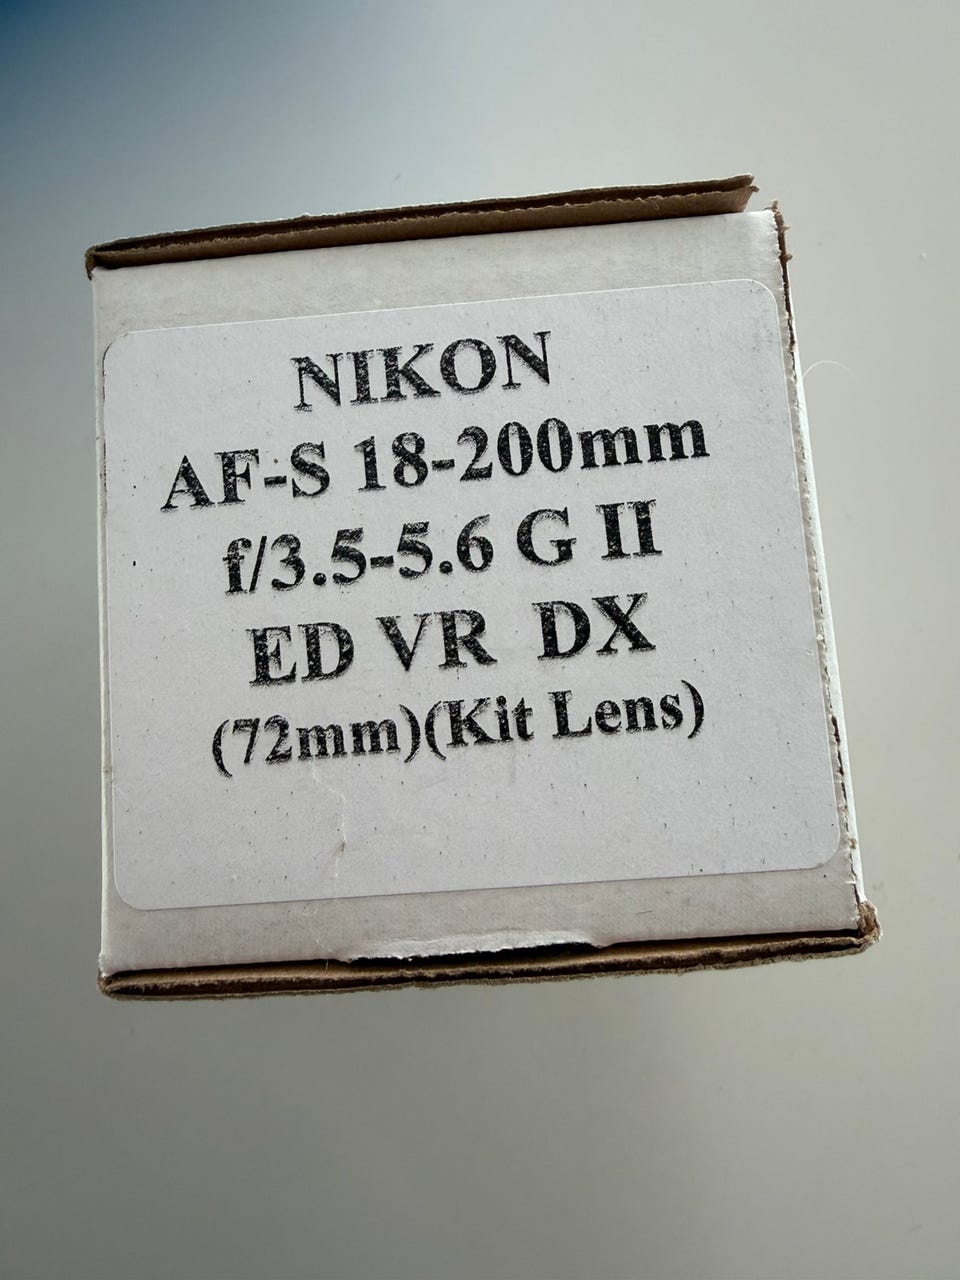 NIKON
AF-S 18-200mm
f/3.5-5.6 G II
ED VR DX
(72mm)(Kit Lens)